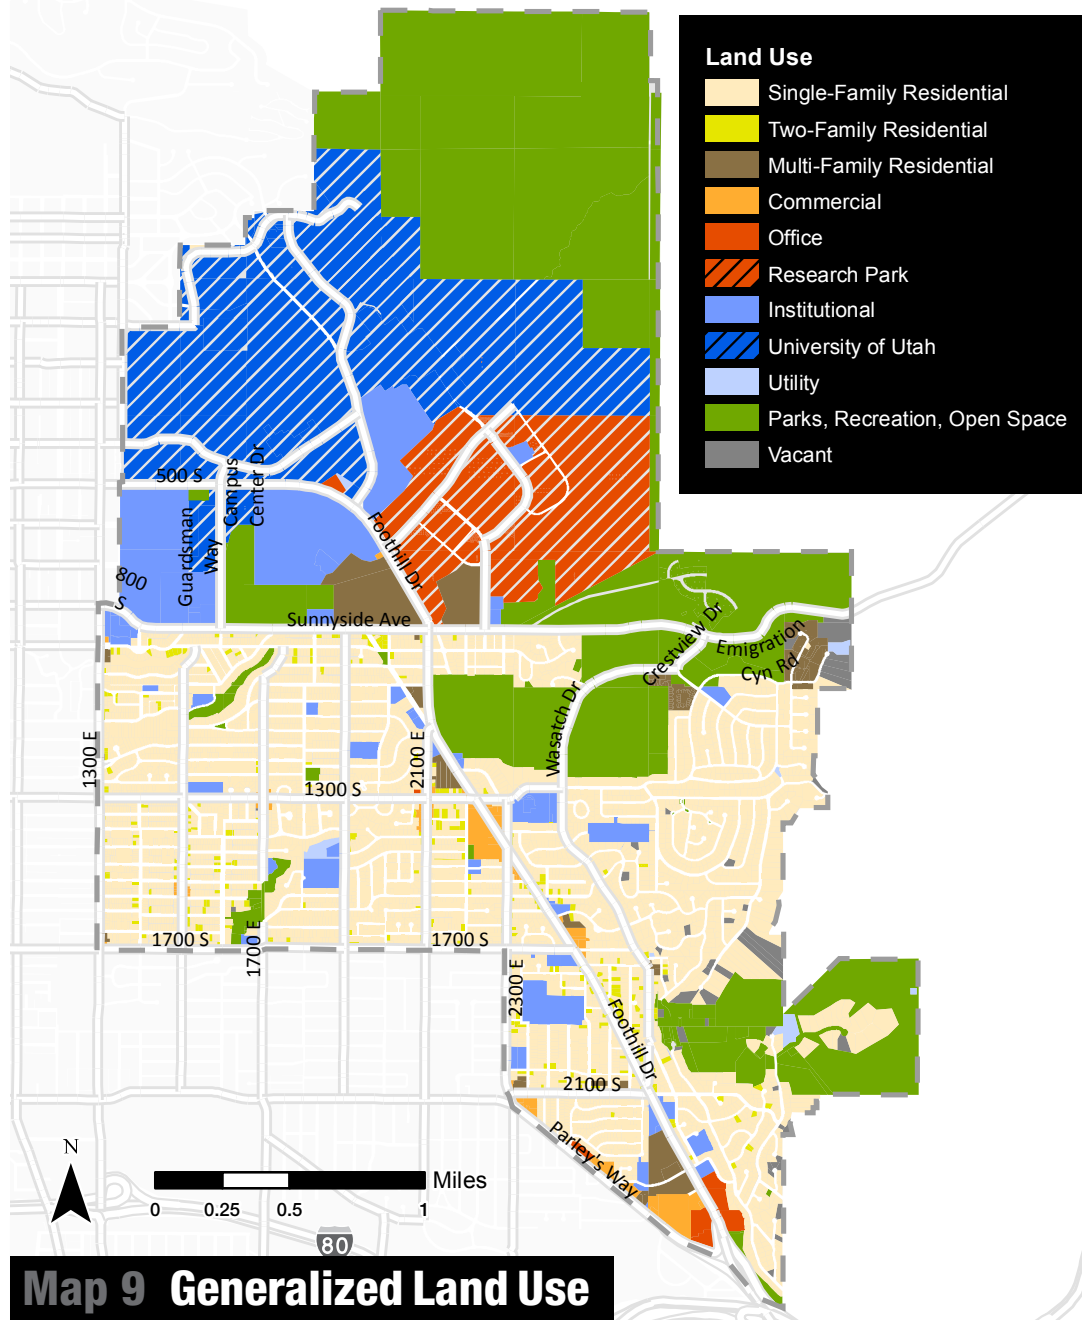 Land Use
Single-Family Residential
Two-Family Residential
Multi-Family Residential
Commercial
Office
Research Park
Institutional
University of Utah
Utility
Parks, Recreation, Open Space
Vacant
500 S
Campus
Center Dr
Guardsman
Way
Foothill Dr
800
S
Sunnyside Ave
Crestview Dr
Emigration
Cyn Rd
Wasatch Dr
1300 E
2100 E
1300 S
1700 S
1700 E
1700 S
2300 E
Foothill Dr
2100 S
Parley's Way
N
Miles
0 0.25 0.5 1
80
Map 9 Generalized Land Use